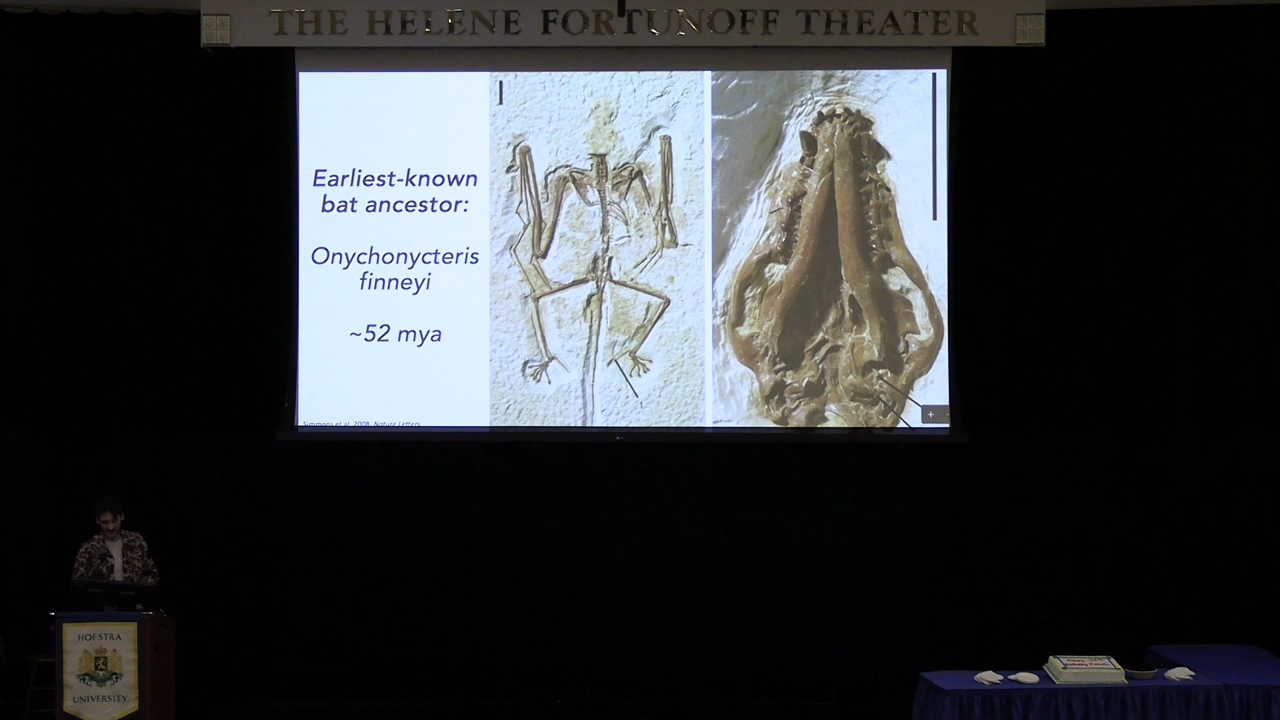 THE HELENE FORTUNOFF THEATER
Earliest-known
bat ancestor:
Onychonycteris
finneyi
~52 mya
Simmons et al. 2008, Nature Letters
HOFSTRA
UNIVERSITY